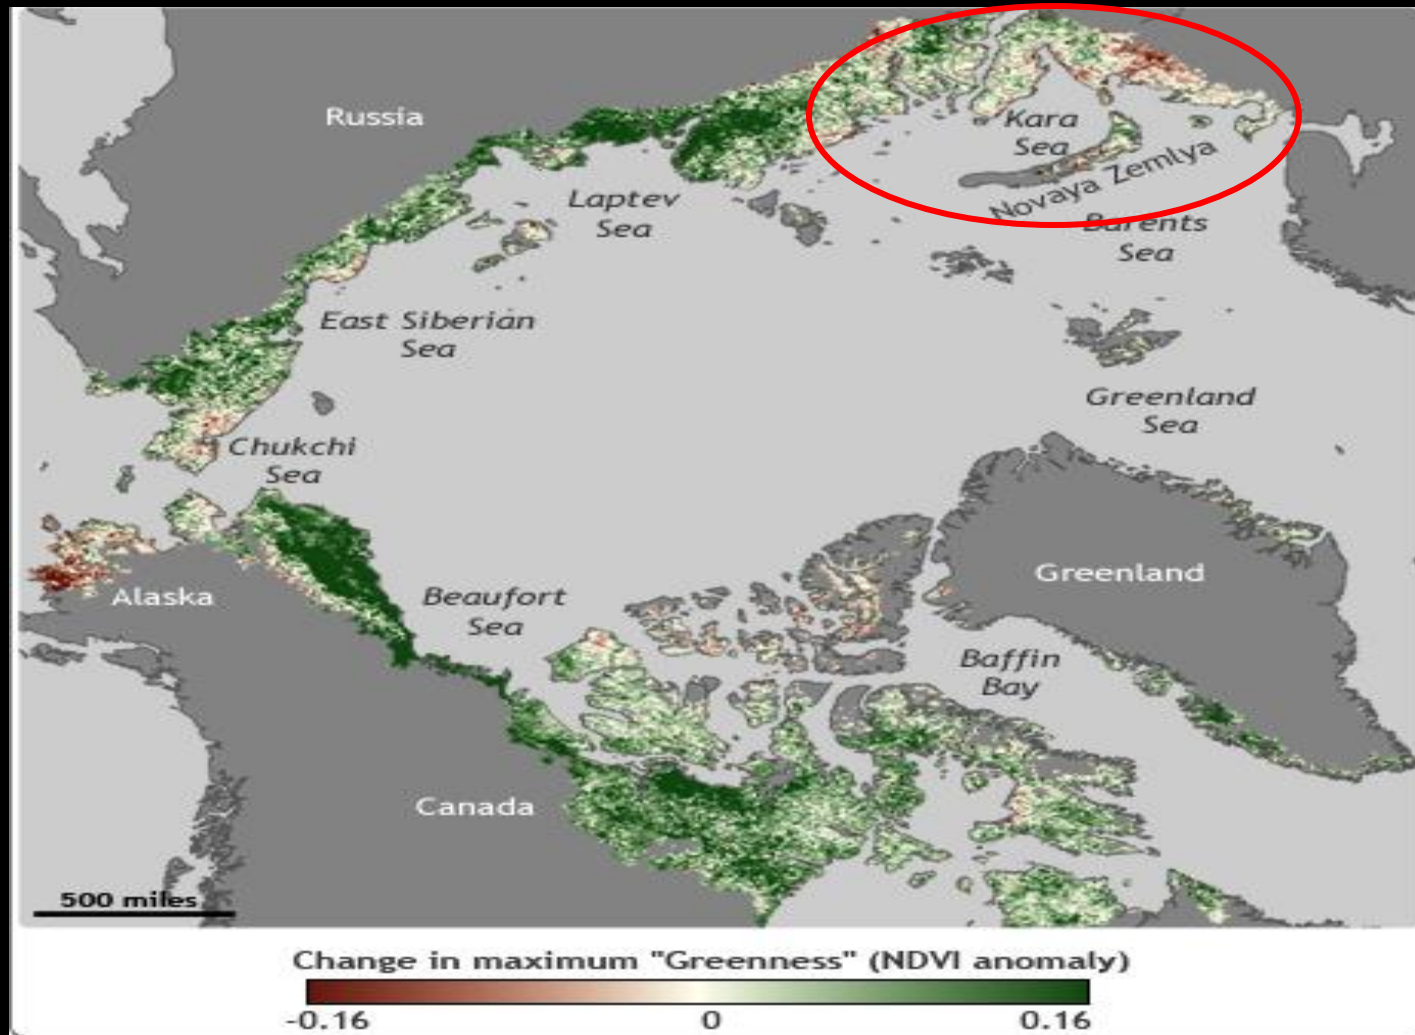 Russia
Kara
Sea
Novaya Zemlya
Laptev
Sea
Barents
Sea
East Siberian
Sea
Greenland
Sea
Chukchi
Sea
Greenland
Alaska
Beaufort
Sea
Baffin
Bay
Canada
500 miles
Change in maximum "Greenness" (NDVI anomaly)
-0.16 0 0.16